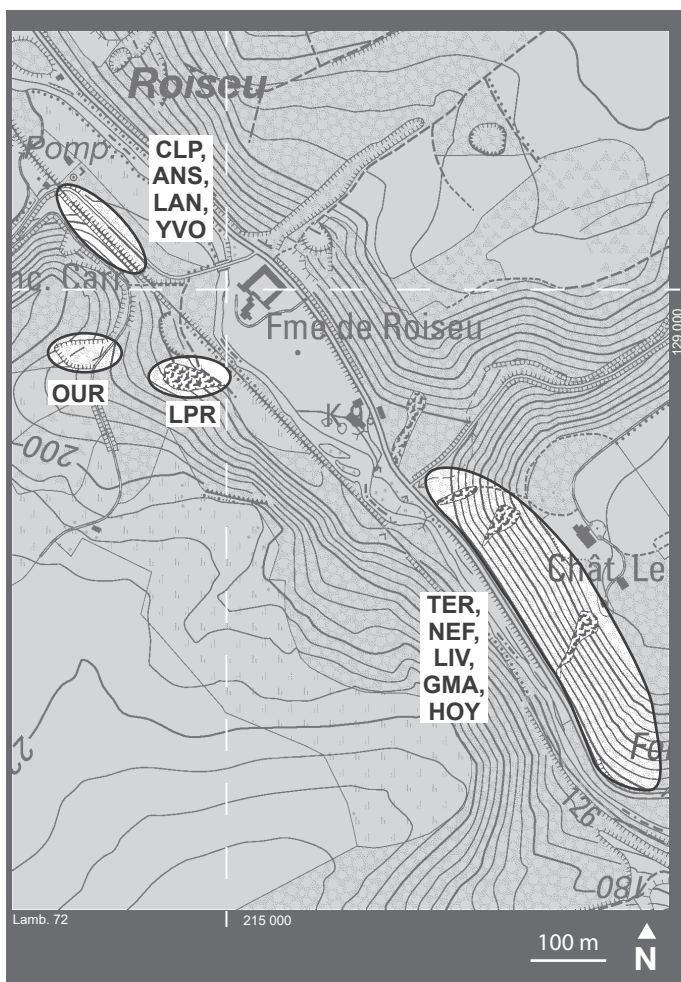 Roiseu
Pomp.
CLP,
ANS,
LAN,
YVO
nc. Carr.
Fme de Roiseu
129 000
OUR
LPR
200
TER,
NEF,
LIV,
GMA,
HOY
Chât. Le
126
180
Lamb. 72
215 000
100 m
N